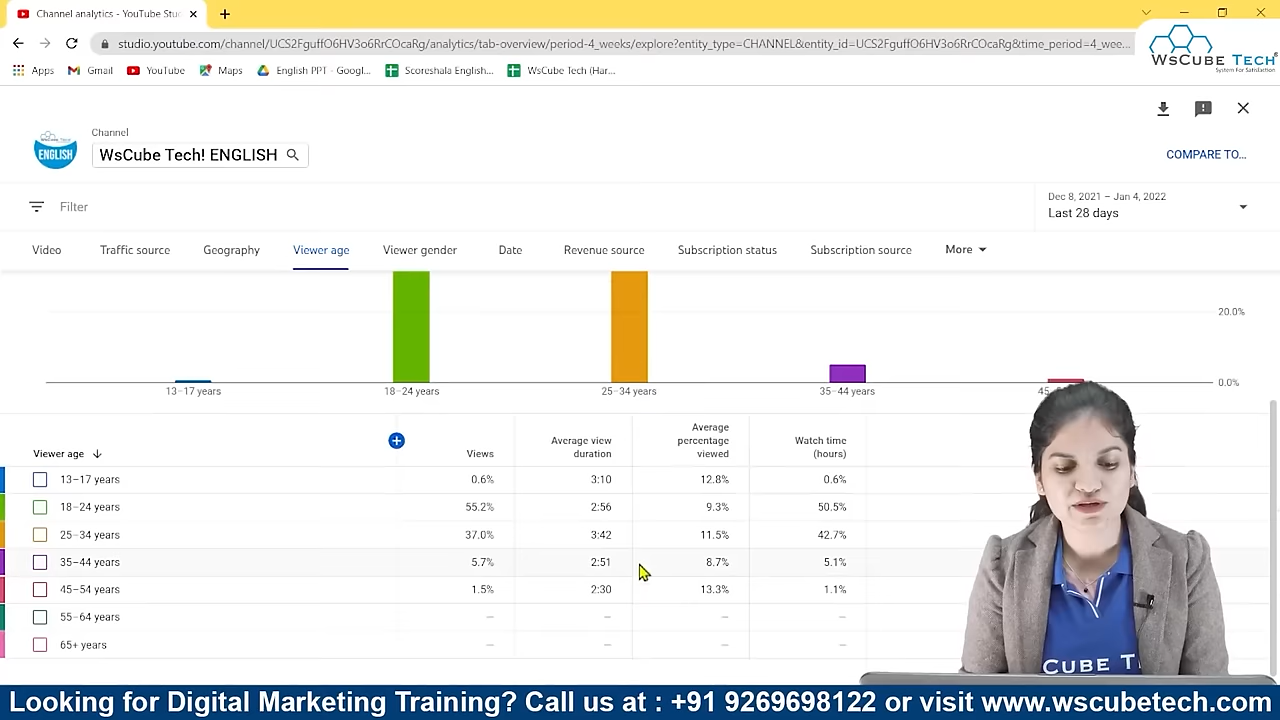 Channel analytics - YouTube Stu
studio.youtube.com/channel/UCS2FguffO6HV3o6RrCOcaRg/analytics/tab-overview/period-4_weeks/explore?entity_type=CHANNEL&entity_id=UCS2FguffO6HV3o6RrCOcaRg&time_period=4_wee...
WsCube Tech®
System For Satisfaction
Apps Gmail YouTube Maps English PPT - Googl... Scoreshala English... WsCube Tech (Har...
Channel
ENGLISH
WsCube Tech! ENGLISH
COMPARE TO...
Filter
Dec 8, 2021 – Jan 4, 2022
Last 28 days
Video Traffic source Geography Viewer age Viewer gender Date Revenue source Subscription status Subscription source More
20.0%
0.0%
13–17 years 18–24 years 25–34 years 35–44 years 45–5
Viewer age Views Average view duration Average percentage viewed Watch time (hours)
13–17 years 0.6% 3:10 12.8% 0.6%
18–24 years 55.2% 2:56 9.3% 50.5%
25–34 years 37.0% 3:42 11.5% 42.7%
35–44 years 5.7% 2:51 8.7% 5.1%
45–54 years 1.5% 2:30 13.3% 1.1%
55–64 years – – – –
65+ years – – – –
CUBE T
Looking for Digital Marketing Training? Call us at : +91 9269698122 or visit www.wscubetech.com